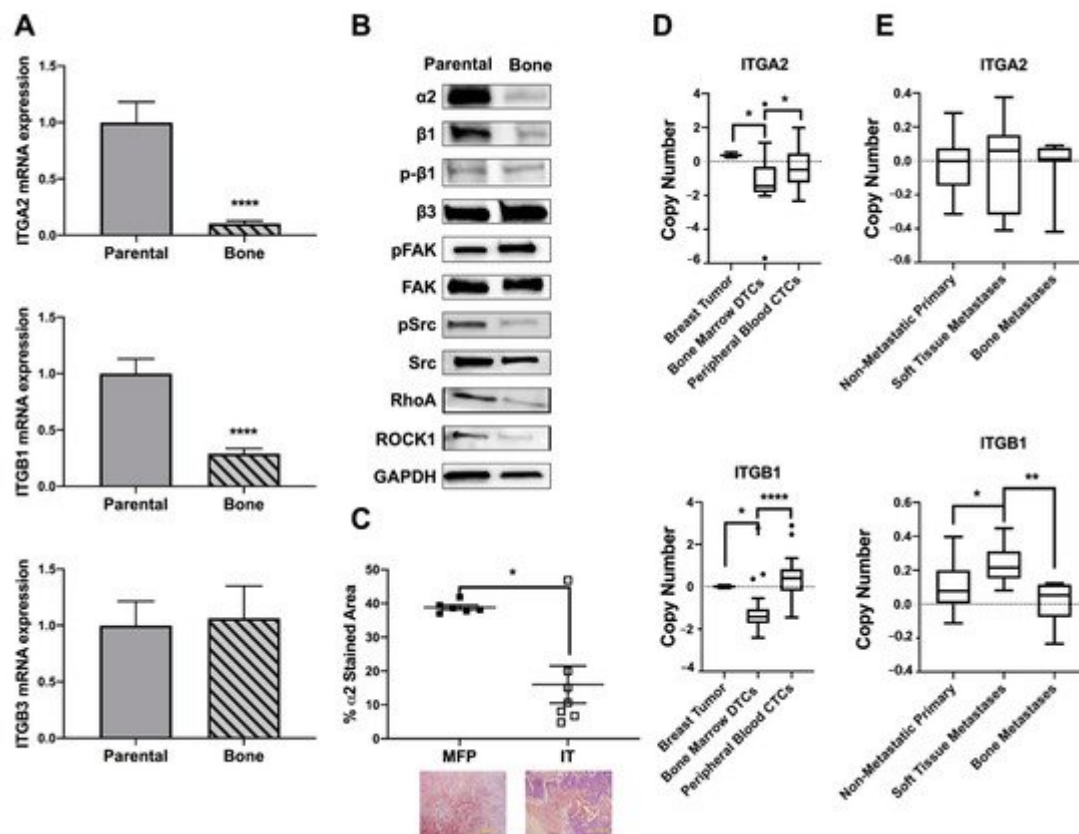 A
ITGA2 mRNA expression
1.5
1.0
0.5
0.0
****
Parental
Bone
ITGB1 mRNA expression
1.5
1.0
0.5
0.0
****
Parental
Bone
ITGB3 mRNA expression
1.5
1.0
0.5
0.0
Parental
Bone
B
Parental Bone
α2
β1
p-β1
β3
pFAK
FAK
pSrc
Src
RhoA
ROCK1
GAPDH
C
% α2 Stained Area
50
40
30
20
10
0
*
MFP
IT
D
ITGA2
Copy Number
4
2
0
-2
-4
-6
*
*
Breast Tumor
Bone Marrow DTCs
Peripheral Blood CTCs
ITGB1
Copy Number
4
2
0
-2
-4
*
****
Breast Tumor
Bone Marrow DTCs
Peripheral Blood CTCs
E
ITGA2
Copy Number
0.4
0.2
0.0
-0.2
-0.4
-0.6
Non-Metastatic Primary
Soft Tissue Metastases
Bone Metastases
ITGB1
Copy Number
0.6
0.4
0.2
0.0
-0.2
-0.4
*
**
Non-Metastatic Primary
Soft Tissue Metastases
Bone Metastases